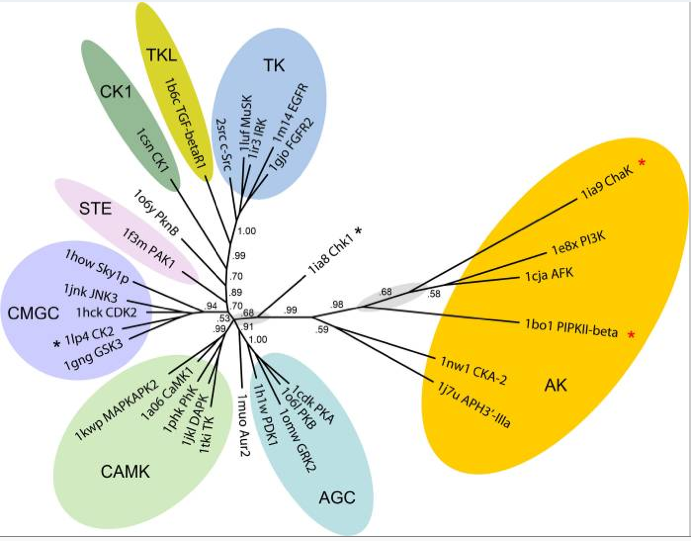 TKL
TK
CK1
1b6c TGF-betaR1
2src c-Src
1luf MuSK
1ir3 IRK
1m14 EGFR
1gjo FGFR2
1csn CK1
STE
1o6y PknB
1f3m PAK1
1ia8 Chk1 *
1ia9 ChaK *
1e8x PI3K
1cja AFK
1bo1 PIPKII-beta *
1nw1 CKA-2
1j7u APH3'-IIIa
AK
CMGC
1how Sky1p
1jnk JNK3
1hck CDK2
* 1lp4 CK2
1gng GSK3
1.00
.99
.70
.89
.70
.94
.53
.68
.99
.91
1.00
.99
.98
.59
.68
.58
1kwp MAPKAPK2
1a06 CaMK1
1phk PhK
1jkl DAPK
1tki TK
CAMK
1muo Aur2
1h1w PDK1
1omw GRK2
1o6l PKB
1cdk PKA
AGC